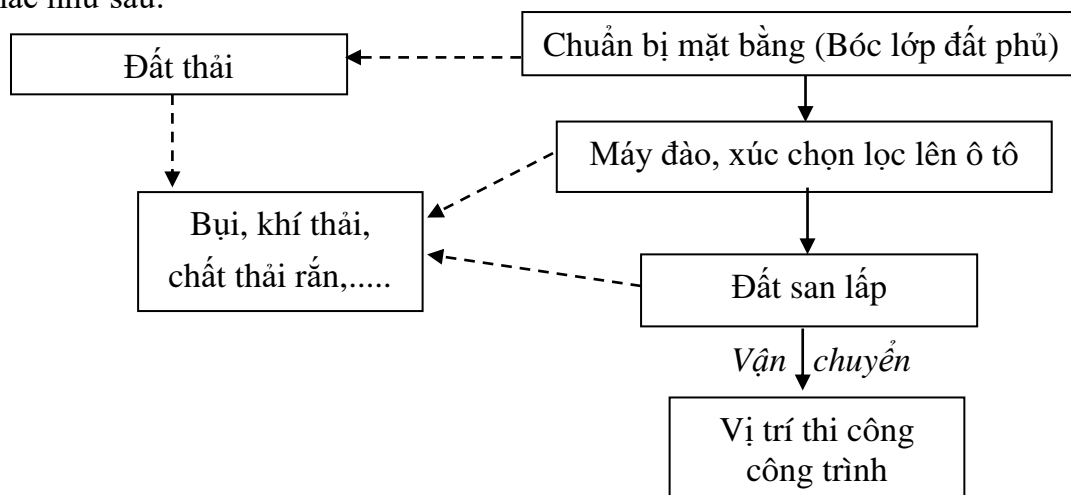 như sau:
Chuẩn bị mặt bằng (Bóc lớp đất phủ)
Đất thải
Máy đào, xúc chọn lọc lên ô tô
Bụi, khí thải,
chất thải rắn,.....
Đất san lấp
Vận chuyển
Vị trí thi công
công trình